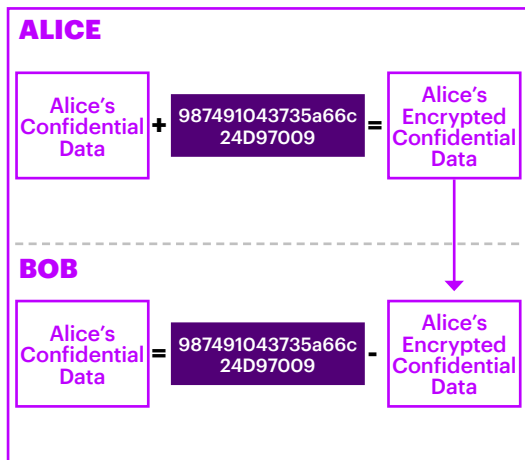 ALICE
Alice's
Confidential
Data
+
987491043735a66c
24D97009
=
Alice's
Encrypted
Confidential
Data
BOB
Alice's
Confidential
Data
=
987491043735a66c
24D97009
-
Alice's
Encrypted
Confidential
Data